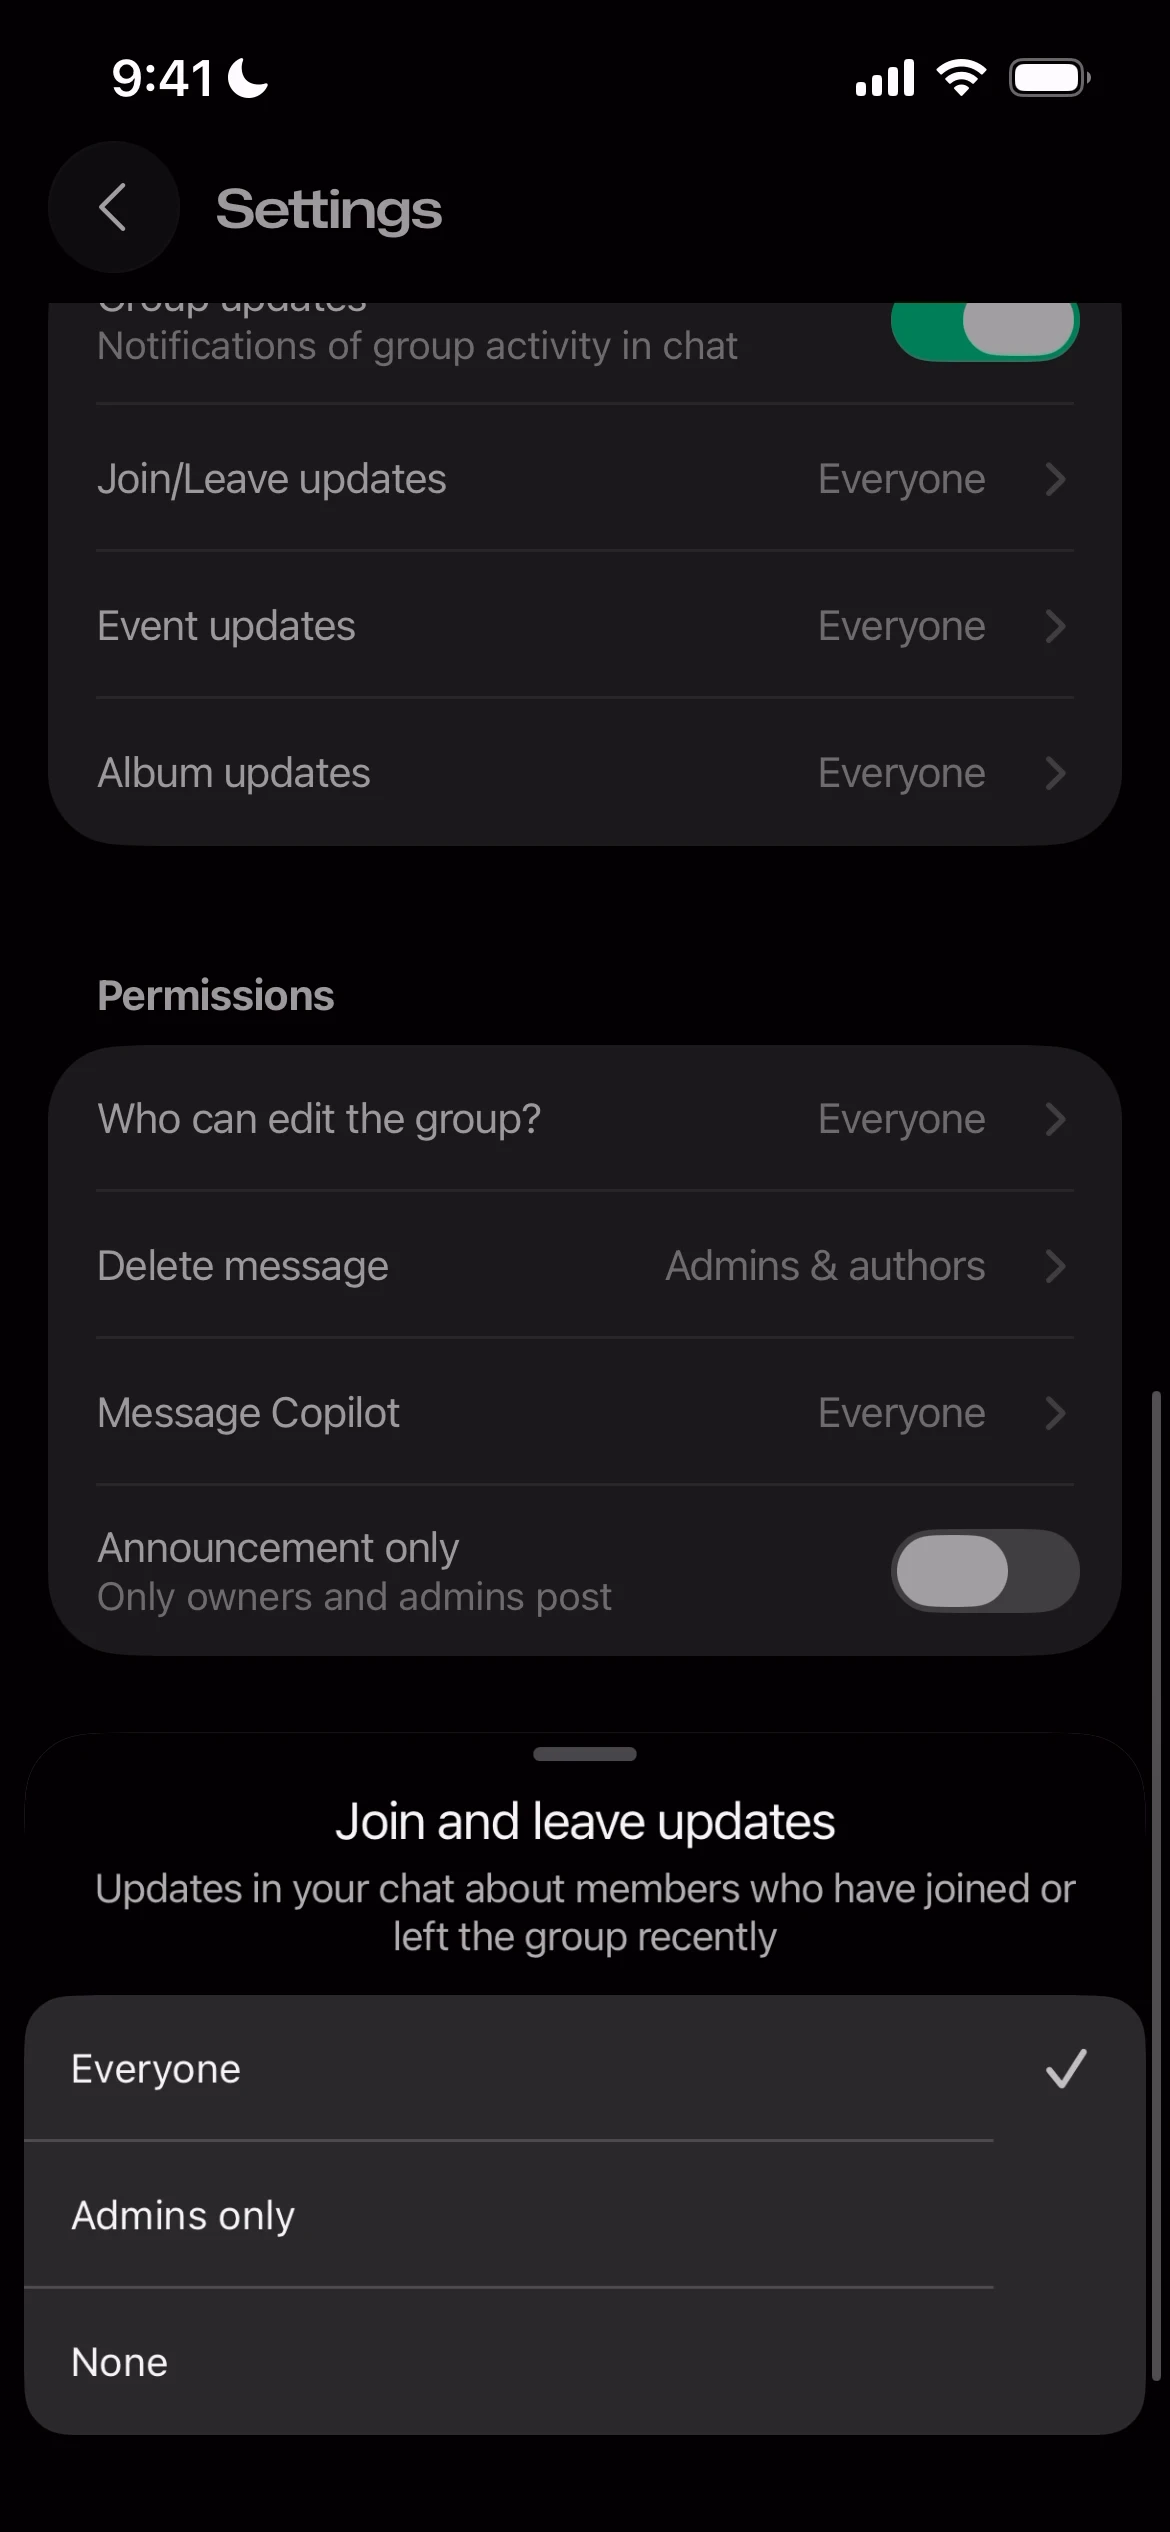 9:41
Settings
Group updates
Notifications of group activity in chat
Join/Leave updates Everyone
Event updates Everyone
Album updates Everyone
Permissions
Who can edit the group? Everyone
Delete message Admins & authors
Message Copilot Everyone
Announcement only
Only owners and admins post
Join and leave updates
Updates in your chat about members who have joined or
left the group recently
Everyone
Admins only
None